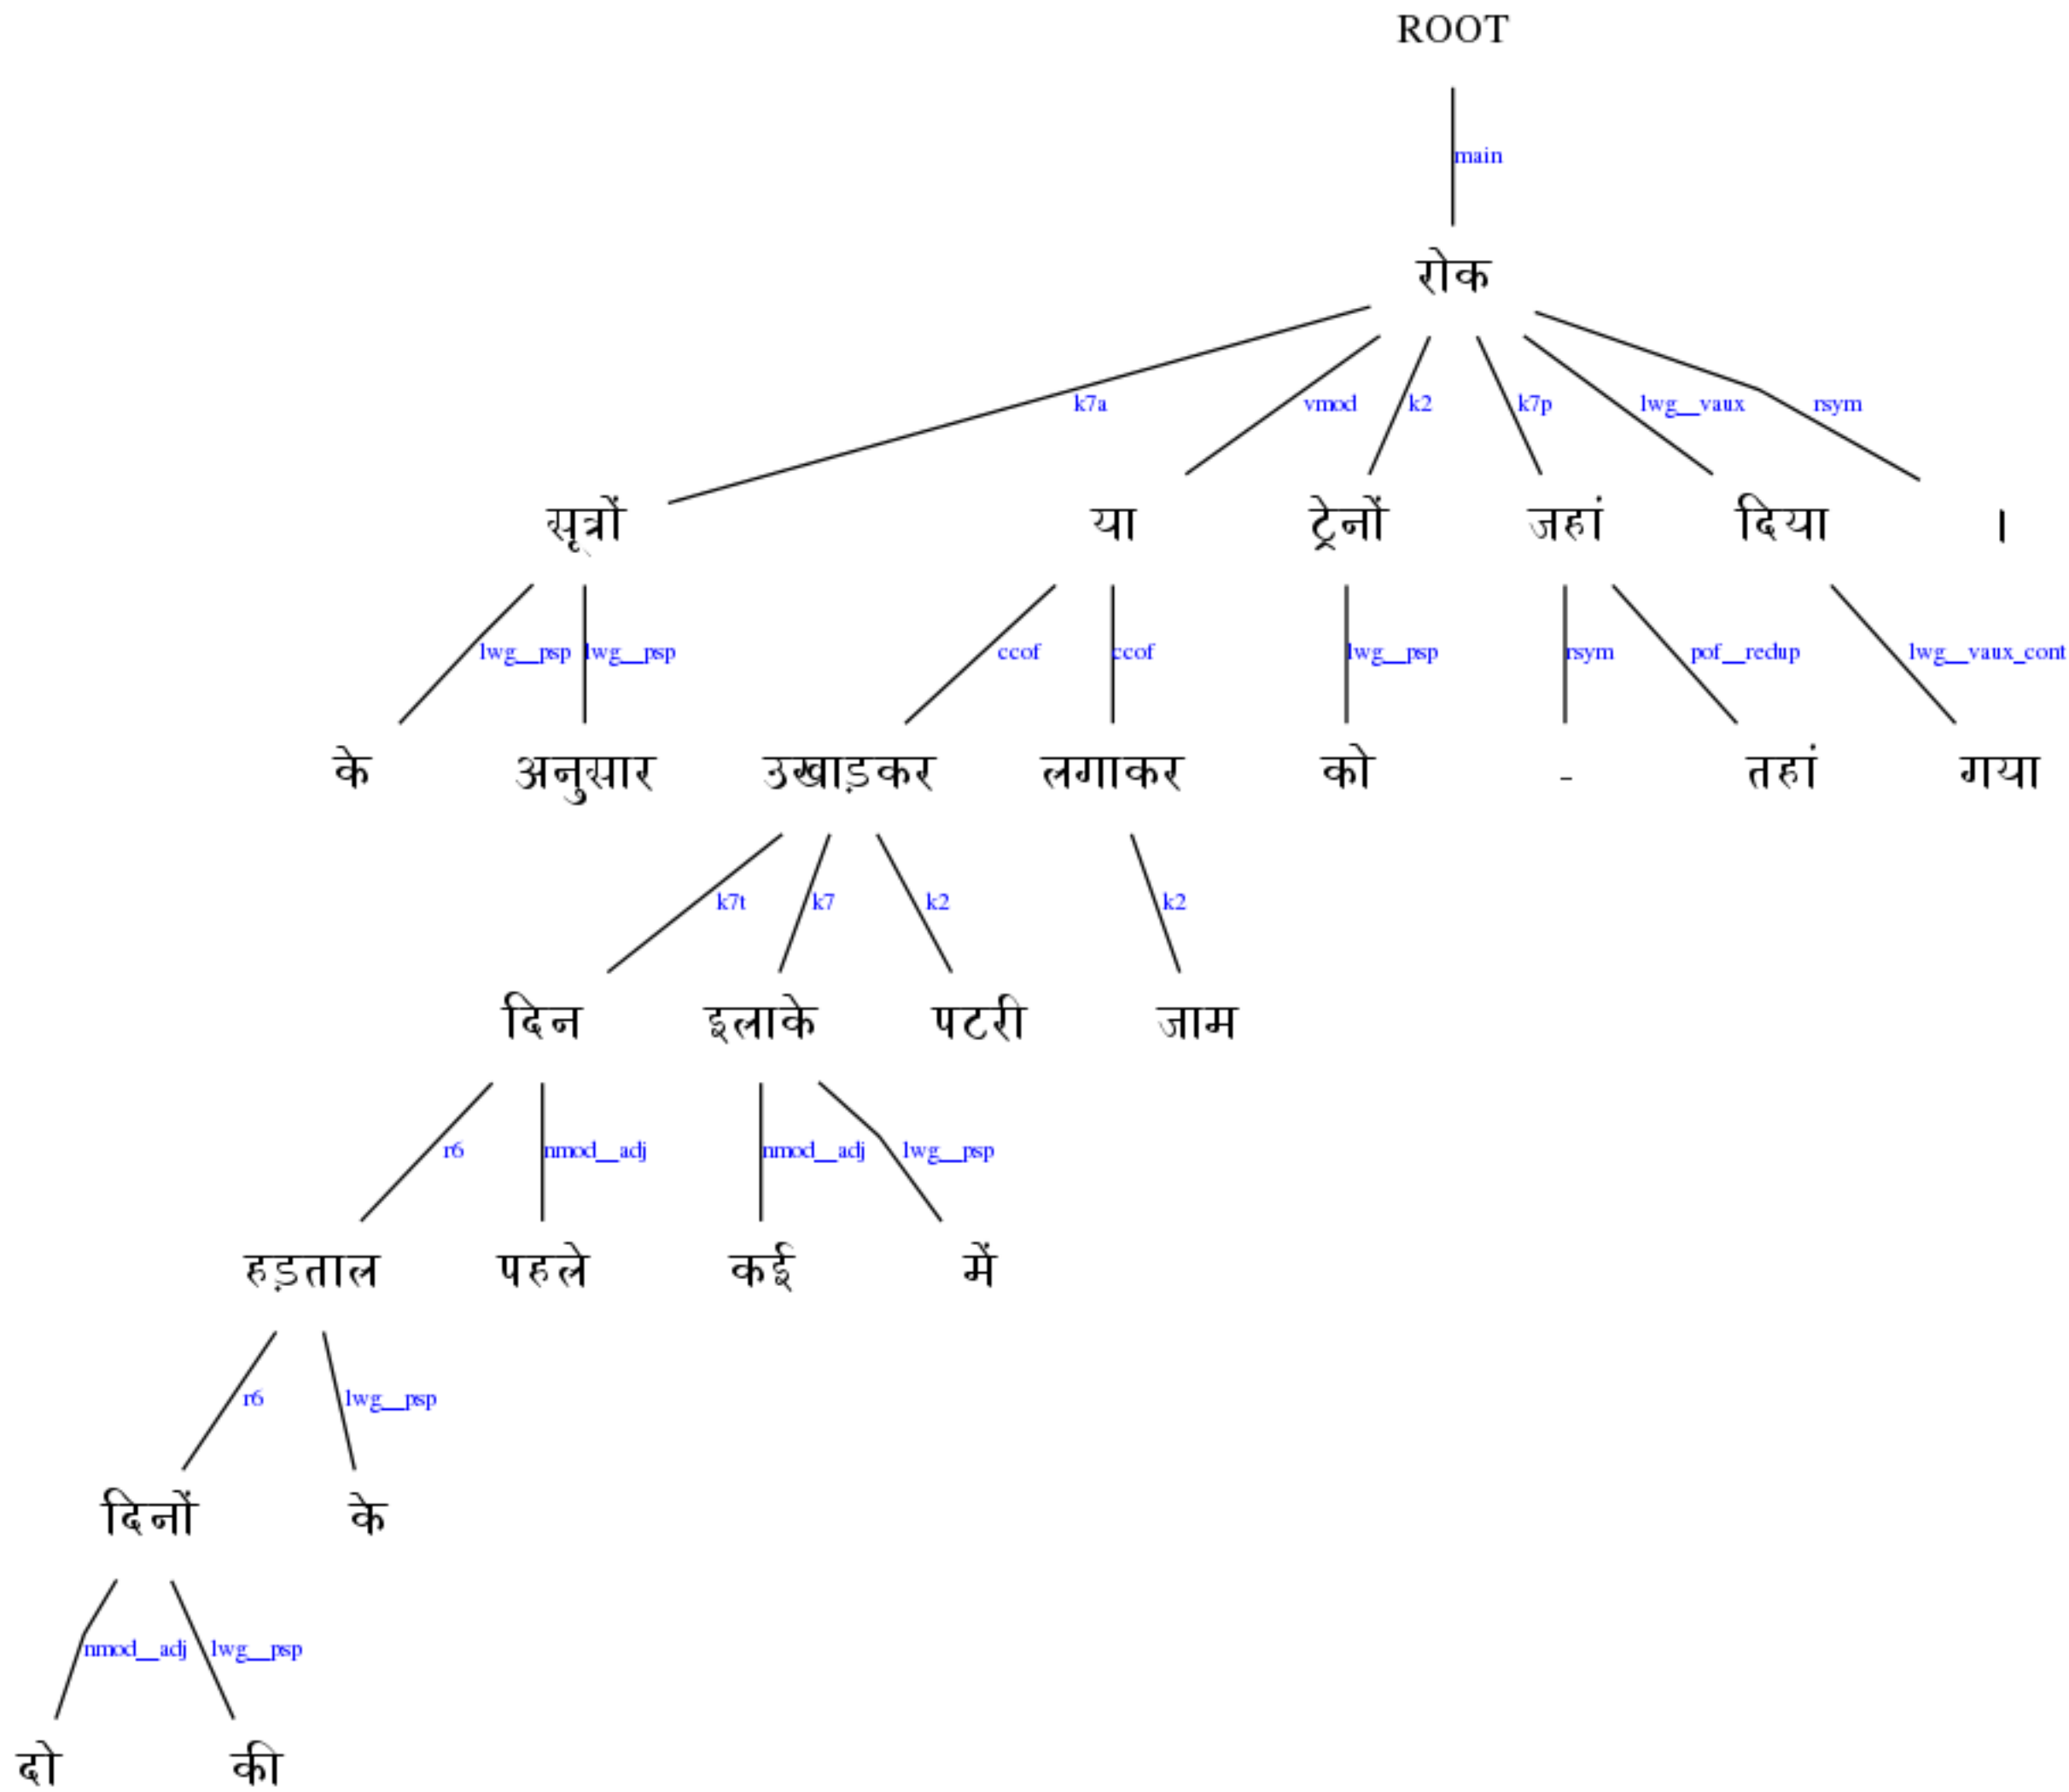 ROOT
main
रोक
k7a vmod k2 k7p lwg__vaux rsym
सूत्रों या ट्रेनों जहां दिया ।
lwg__psp lwg__psp ccof ccof lwg__psp rsym pof__redup lwg__vaux_cont
के अनुसार उखाड़कर लगाकर को - तहां गया
k7t k7 k2 k2
दिन इलाके पटरी जाम
r6 nmod__adj nmod__adj lwg__psp
हड़ताल पहले कई में
r6 lwg__psp
दिनों के
nmod__adj lwg__psp
दो की